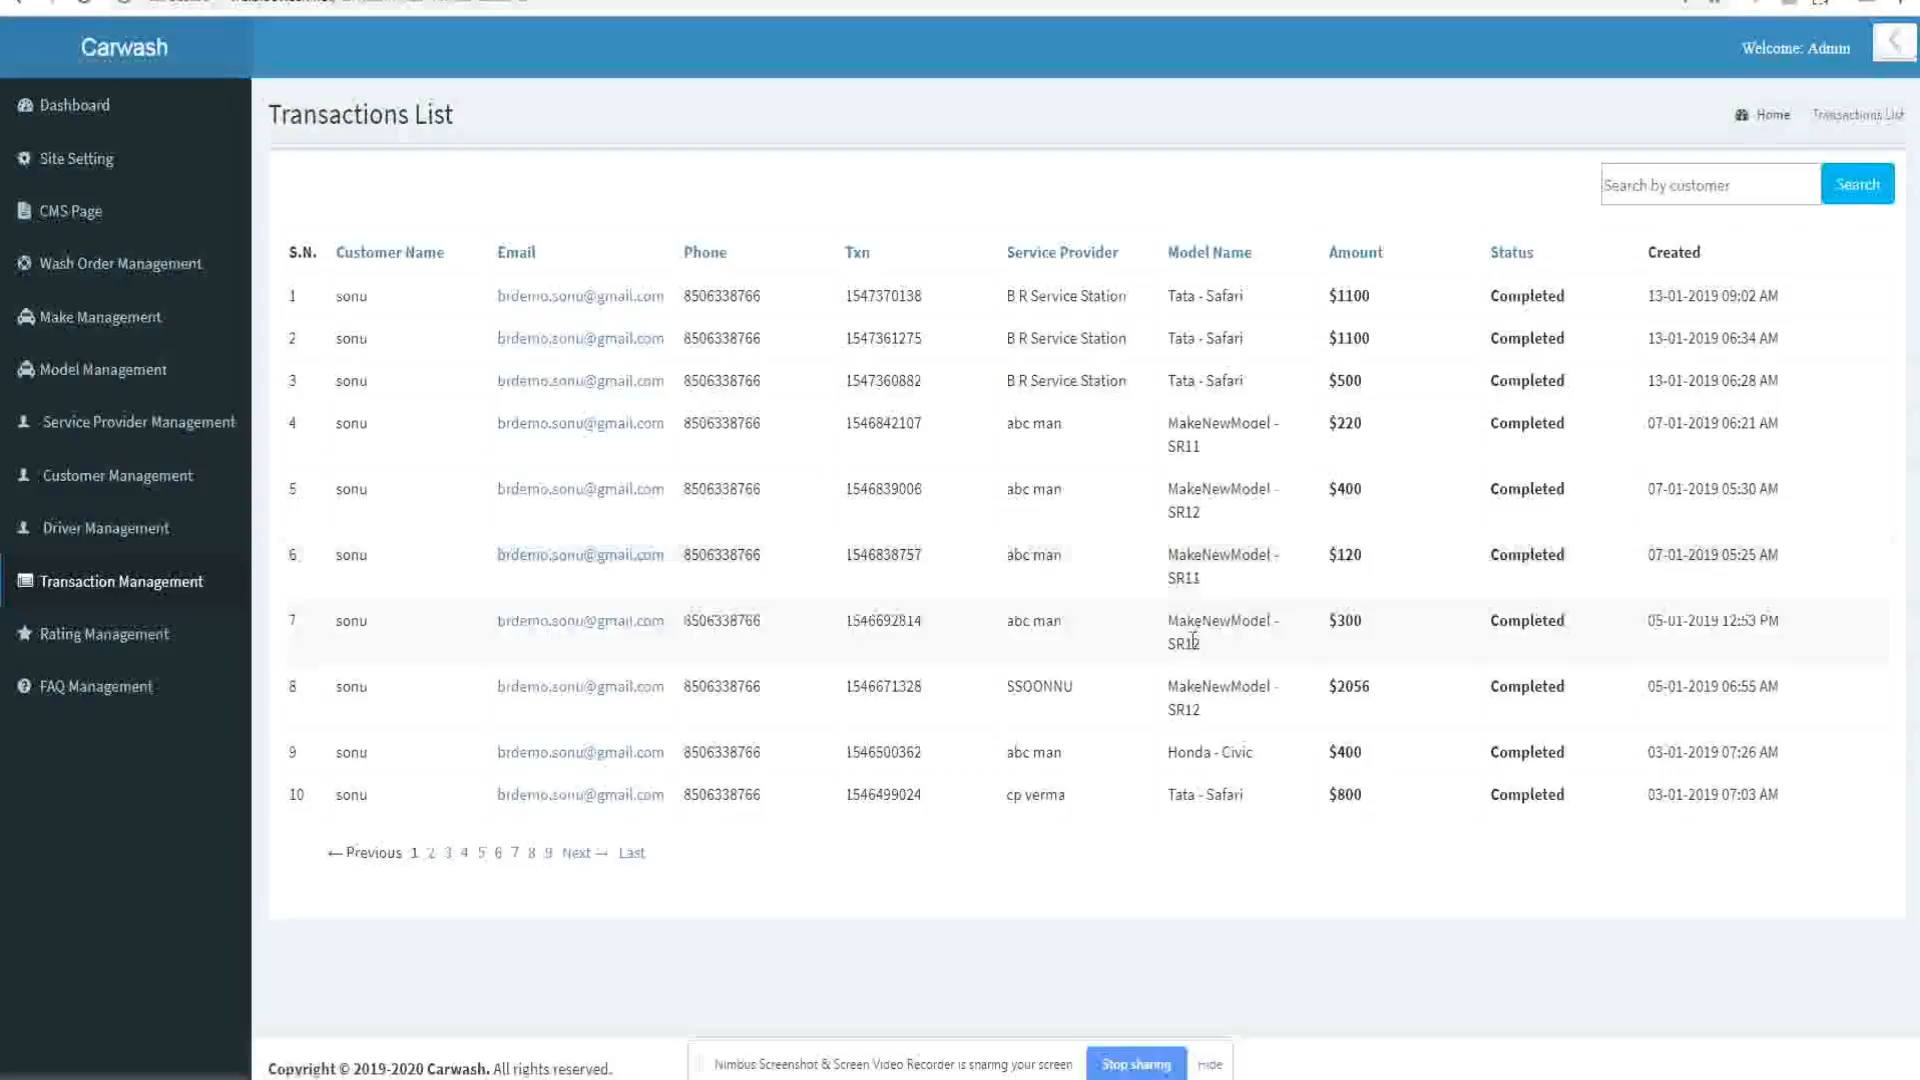 Carwash
Welcome: Admin
Dashboard
Site Setting
CMS Page
Wash Order Management
Make Management
Model Management
Service Provider Management
Customer Management
Driver Management
Transaction Management
Rating Management
FAQ Management
Transactions List
Home Transactions List
Search by customer Search
S.N. Customer Name Email Phone Txn Service Provider Model Name Amount Status Created
1 sonu brdemo.sonu@gmail.com 8506338766 1547370138 B R Service Station Tata - Safari $1100 Completed 13-01-2019 09:02 AM
2 sonu brdemo.sonu@gmail.com 8506338766 1547361275 B R Service Station Tata - Safari $1100 Completed 13-01-2019 06:34 AM
3 sonu brdemo.sonu@gmail.com 8506338766 1547360882 B R Service Station Tata - Safari $500 Completed 13-01-2019 06:28 AM
4 sonu brdemo.sonu@gmail.com 8506338766 1546842107 abc man MakeNewModel - $220 Completed 07-01-2019 06:21 AM
SR11
5 sonu brdemo.sonu@gmail.com 8506338766 1546839006 abc man MakeNewModel - $400 Completed 07-01-2019 05:30 AM
SR12
6 sonu brdemo.sonu@gmail.com 8506338766 1546838757 abc man MakeNewModel - $120 Completed 07-01-2019 05:25 AM
SR11
7 sonu brdemo.sonu@gmail.com 8506338766 1546692814 abc man MakeNewModel - $300 Completed 05-01-2019 12:53 PM
SR12
8 sonu brdemo.sonu@gmail.com 8506338766 1546671328 SSOONNU MakeNewModel - $2056 Completed 05-01-2019 06:55 AM
SR12
9 sonu brdemo.sonu@gmail.com 8506338766 1546500362 abc man Honda - Civic $400 Completed 03-01-2019 07:26 AM
10 sonu brdemo.sonu@gmail.com 8506338766 1546499024 cp verma Tata - Safari $800 Completed 03-01-2019 07:03 AM
← Previous 1 2 3 4 5 6 7 8 9 Next → Last
Copyright © 2019-2020 Carwash. All rights reserved.
Nimbus Screenshot & Screen Video Recorder is sharing your screen Stop sharing Hide